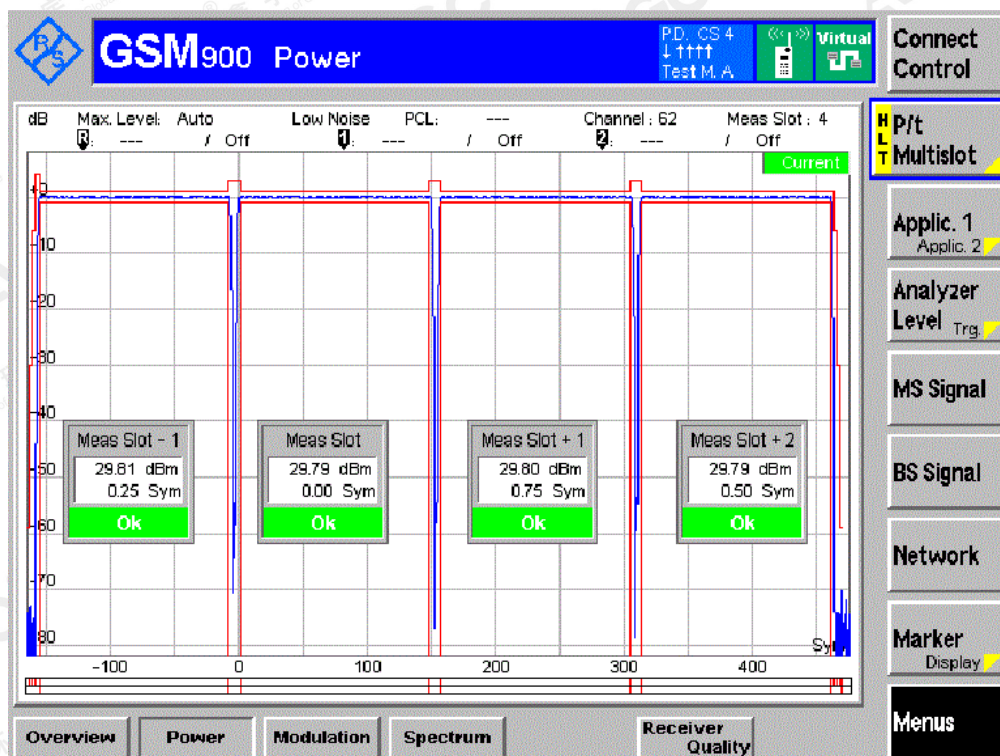 R&S
GSM900 Power
P.D. CS 4
↓↑↑↑↑
Test M. A
Virtual
Connect Control
dB Max. Level: Auto Low Noise PCL: --- Channel : 62 Meas Slot : 4
R: --- / Off 1: --- / Off 2: --- / Off
Current
HLT
P/t Multislot
+0
-10
-20
-30
-40
-50
-60
-70
-80
Applic. 1
Applic. 2
Analyzer Level Trg.
MS Signal
BS Signal
Network
Marker
Display
Menus
Meas Slot - 1
29.81 dBm
0.25 Sym
Ok
Meas Slot
29.79 dBm
0.00 Sym
Ok
Meas Slot + 1
29.80 dBm
0.75 Sym
Ok
Meas Slot + 2
29.79 dBm
0.50 Sym
Ok
-100 0 100 200 300 400
Overview Power Modulation Spectrum Receiver Quality